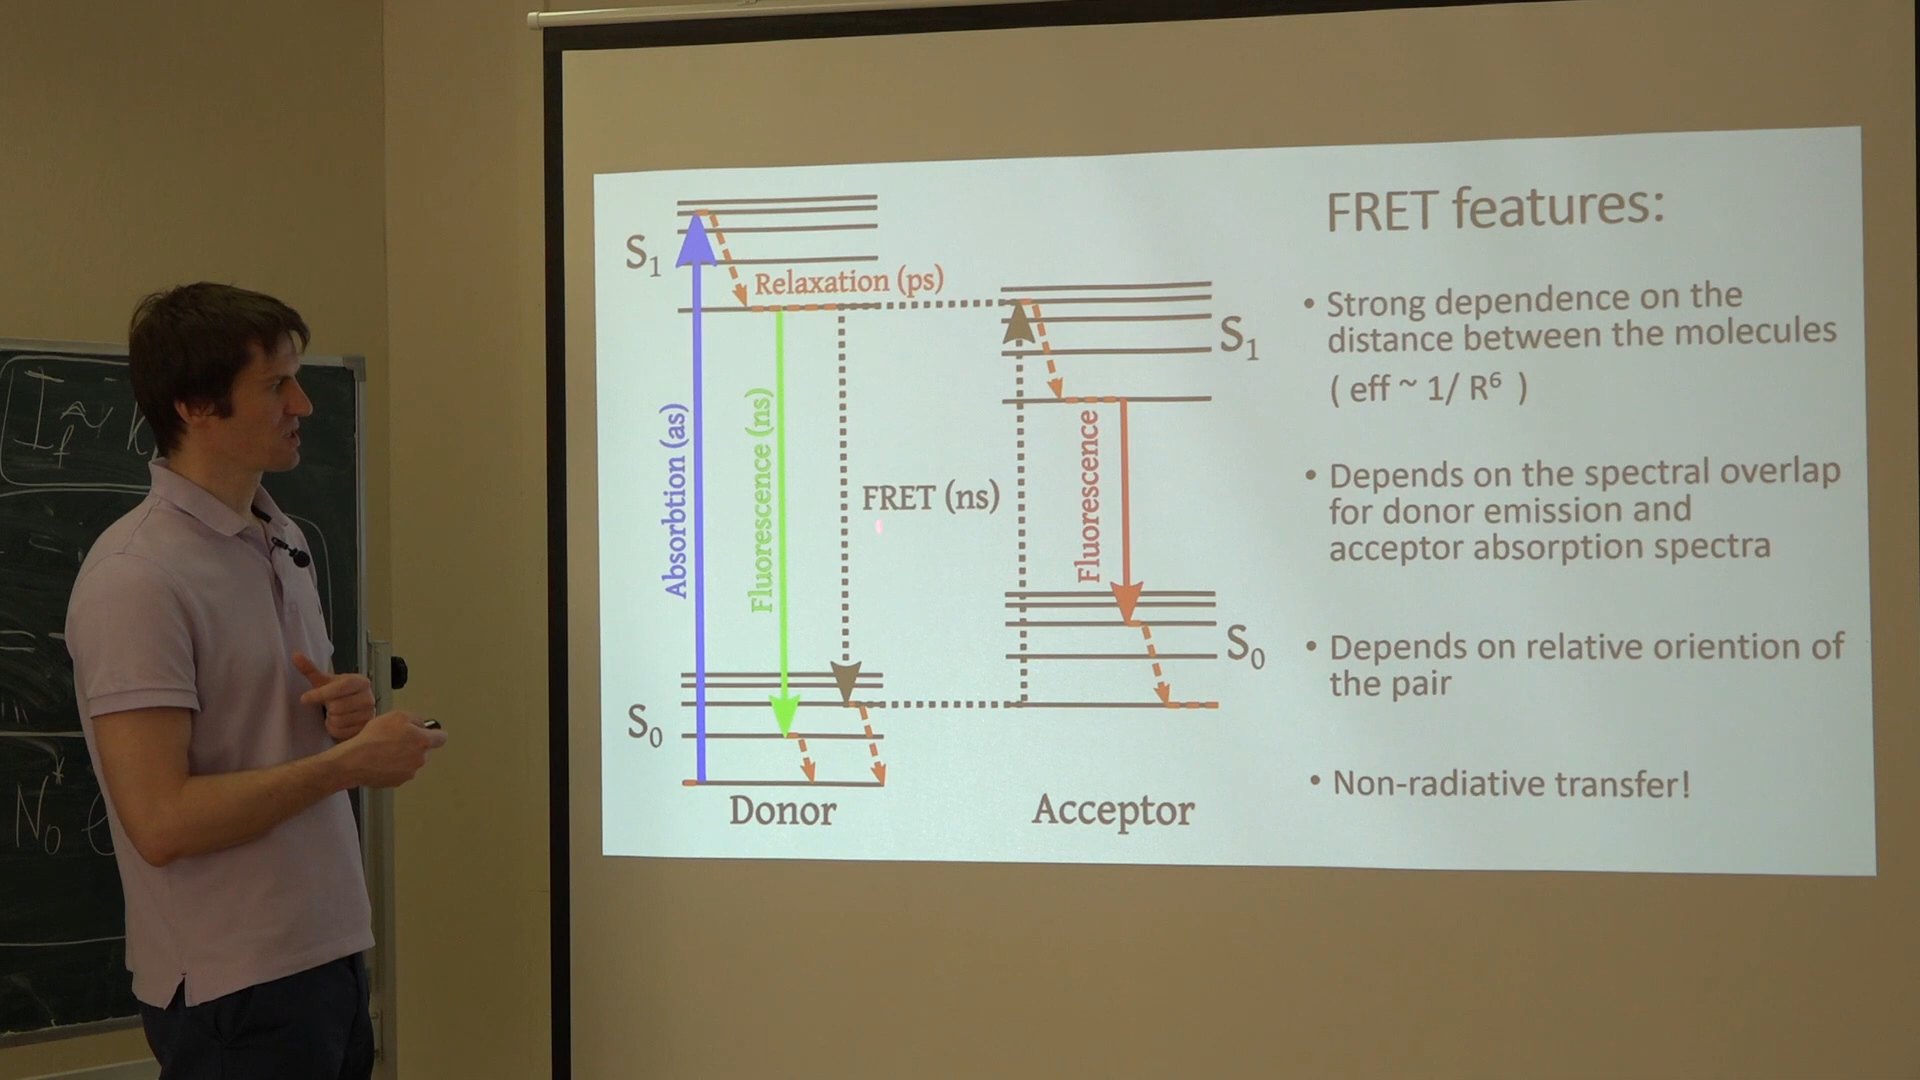 I_f ~ k
N_0^*
S₁
Relaxation (ps)
Absorbtion (as)
Fluorescence (ns)
FRET (ns)
S₀
Donor
S₁
Fluorescence
S₀
Acceptor
FRET features:
• Strong dependence on the
distance between the molecules
( eff ~ 1/ R⁶ )
• Depends on the spectral overlap
for donor emission and
acceptor absorption spectra
• Depends on relative oriention of
the pair
• Non-radiative transfer!